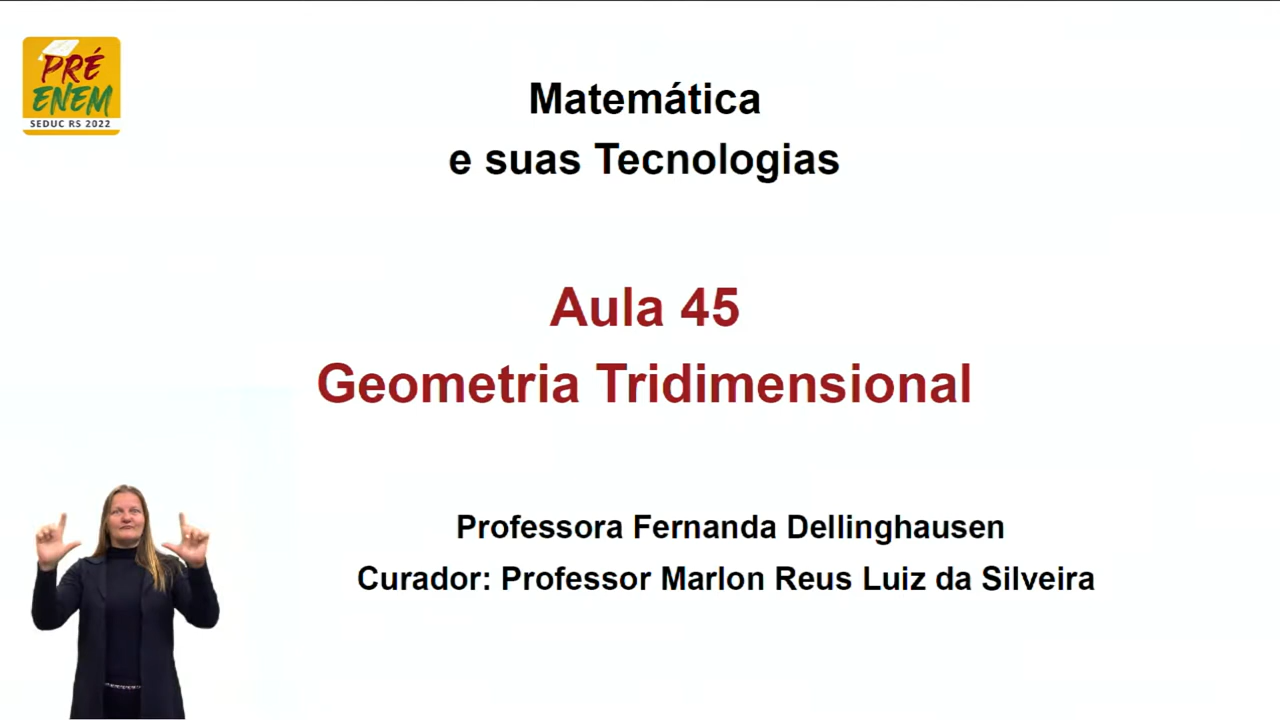 PRÉ
ENEM
SEDUC RS 2022
Matemática
e suas Tecnologias
Aula 45
Geometria Tridimensional
Professora Fernanda Dellinghausen
Curador: Professor Marlon Reus Luiz da Silveira